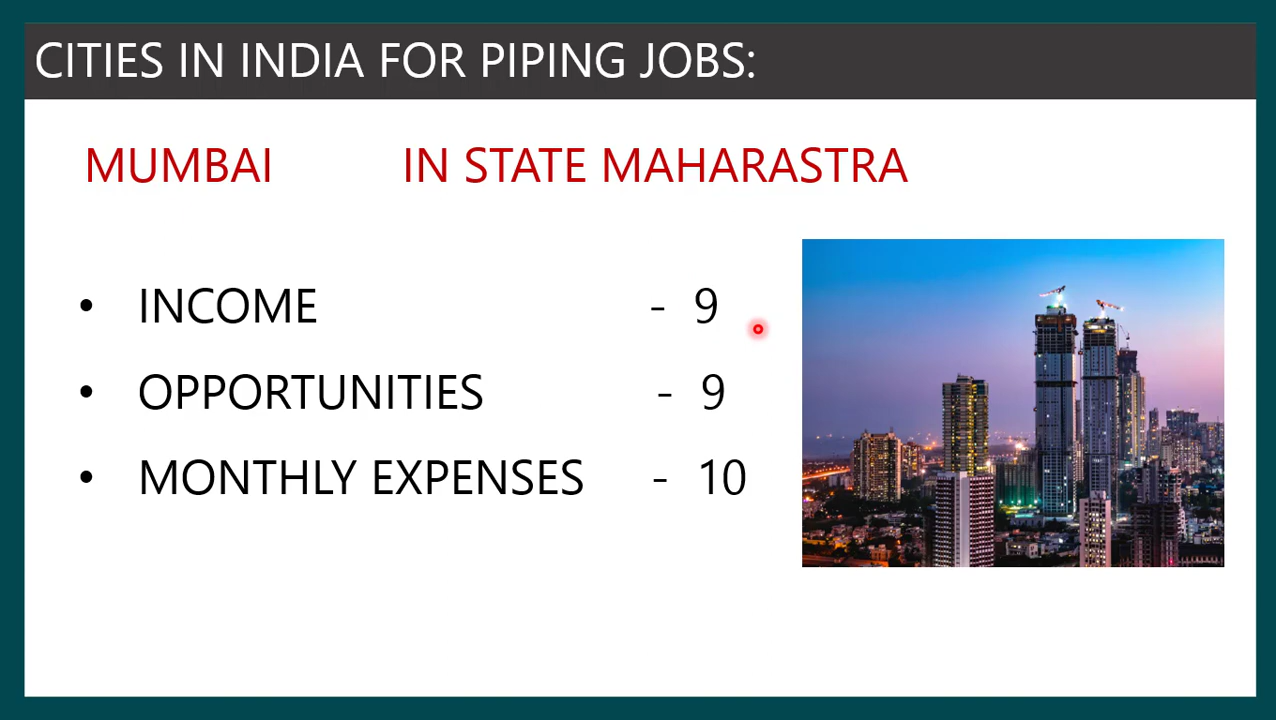 CITIES IN INDIA FOR PIPING JOBS:
MUMBAI IN STATE MAHARASTRA
• INCOME - 9
• OPPORTUNITIES - 9
• MONTHLY EXPENSES - 10